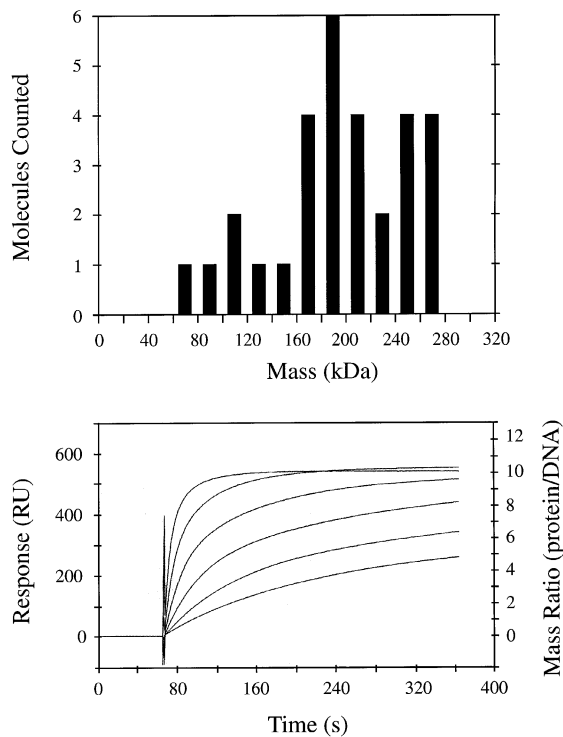 Molecules Counted
6
5
4
3
2
1
0
0 40 80 120 160 200 240 280 320
Mass (kDa)
Response (RU)
600
400
200
0
12
10
8
6
4
2
0
Mass Ratio (protein/DNA)
0 80 160 240 360 400
Time (s)